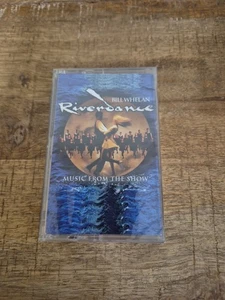 BILL WHELAN
Riverdance
MUSIC FROM THE SHOW